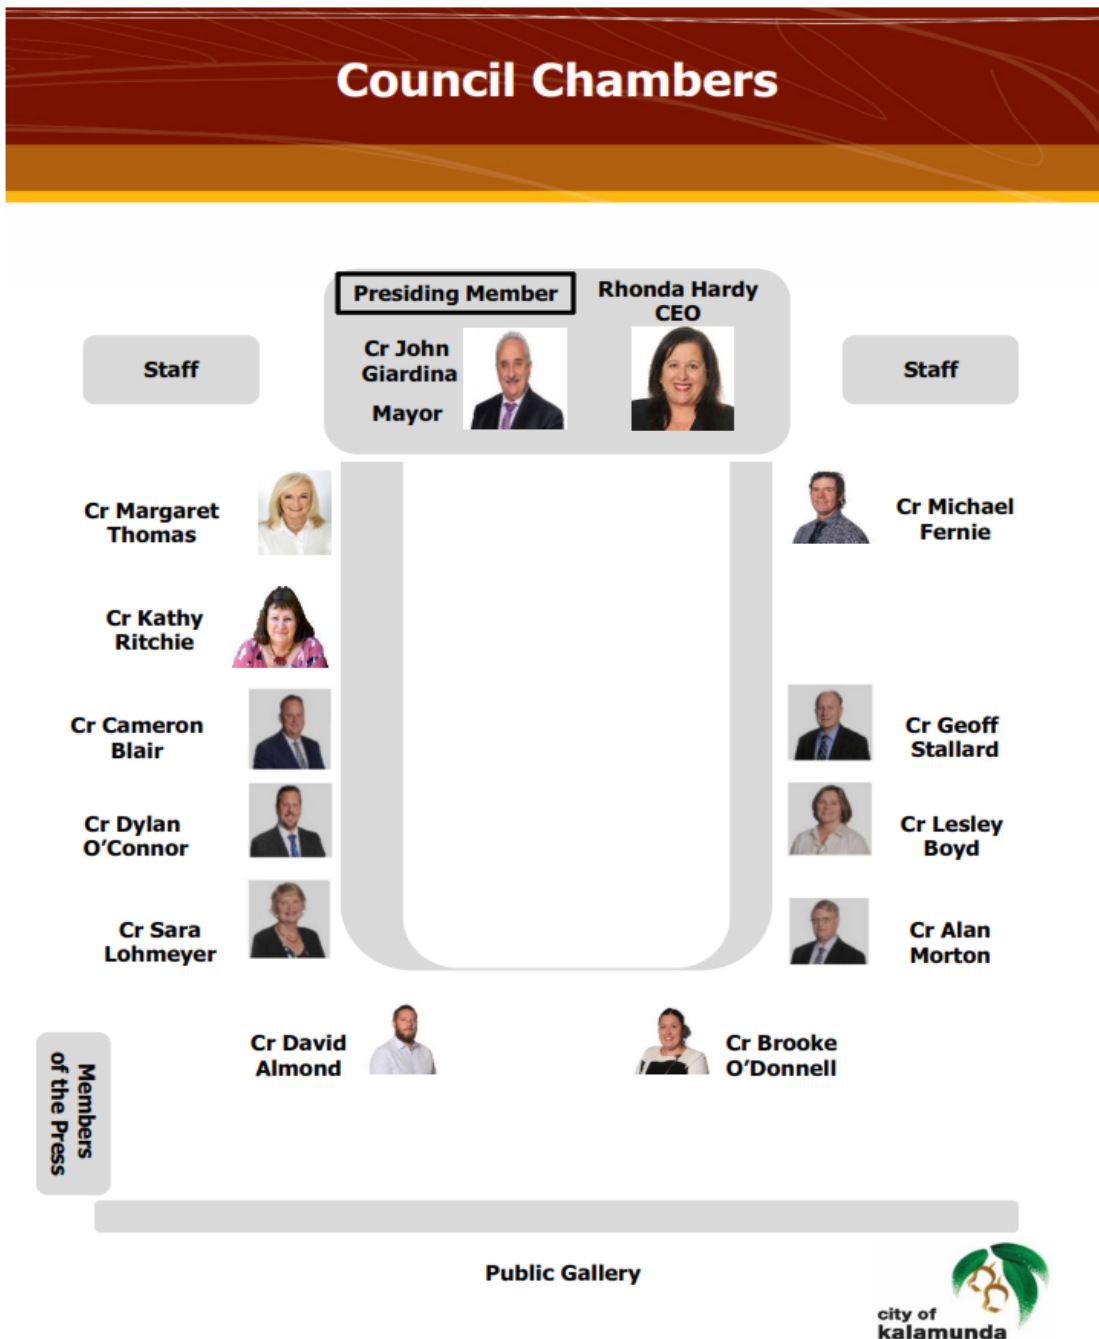 Council Chambers
Presiding Member
Rhonda Hardy
CEO
Cr John
Giardina
Mayor
Staff
Staff
Cr Margaret
Thomas
Cr Michael
Fernie
Cr Kathy
Ritchie
Cr Cameron
Blair
Cr Geoff
Stallard
Cr Dylan
O’Connor
Cr Lesley
Boyd
Cr Sara
Lohmeyer
Cr Alan
Morton
Cr David
Almond
Cr Brooke
O’Donnell
Members
of the Press
Public Gallery
city of
kalamunda